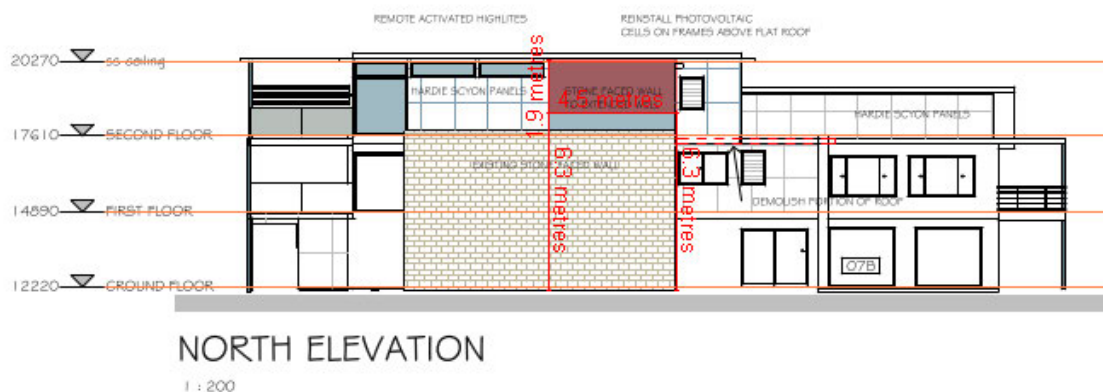 REMOTE ACTIVATED HIGHLITES
REINSTALL PHOTOVOLTAIC
CELLS ON FRAMES ABOVE FLAT ROOF
20270 ss ceiling
HARDIE SCYON PANELS
STONE FACED WALL
1.9 metres
4.5 metres
HARDIE SCYON PANELS
17610 SECOND FLOOR
EXISTING STONE FACED WALL
6.3 metres
6.3 metres
DEMOLISH PORTION OF ROOF
14890 FIRST FLOOR
07B
12220 GROUND FLOOR
NORTH ELEVATION
1 : 200